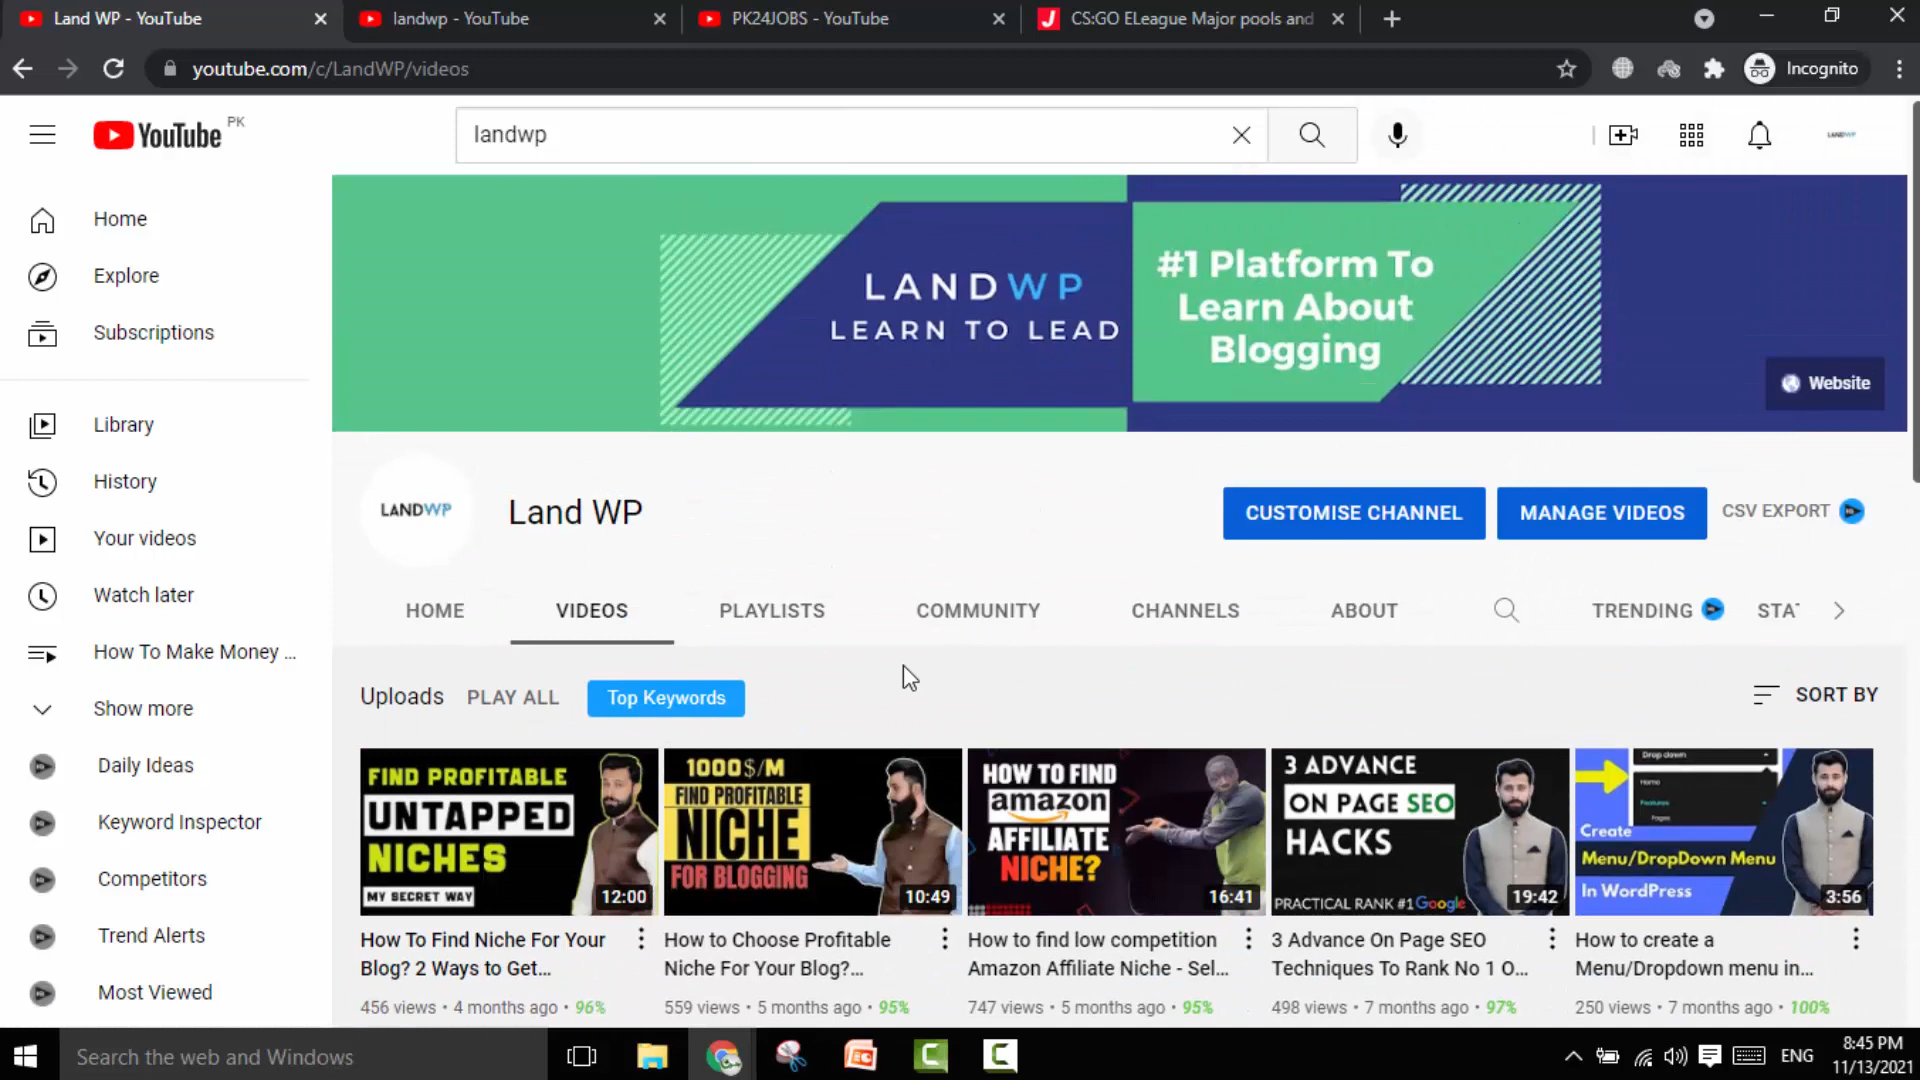 Land WP - YouTube
landwp - YouTube
PK24JOBS - YouTube
CS:GO ELeague Major pools and
youtube.com/c/LandWP/videos
Incognito
YouTube PK
landwp
LANDWP
Home
Explore
Subscriptions
Library
History
Your videos
Watch later
How To Make Money ...
Show more
Daily Ideas
Keyword Inspector
Competitors
Trend Alerts
Most Viewed
LANDWP
LEARN TO LEAD
#1 Platform To
Learn About
Blogging
Website
LANDWP
Land WP
CUSTOMISE CHANNEL
MANAGE VIDEOS
CSV EXPORT
HOME
VIDEOS
PLAYLISTS
COMMUNITY
CHANNELS
ABOUT
TRENDING
STAT
Uploads
PLAY ALL
Top Keywords
SORT BY
FIND PROFITABLE
UNTAPPED
NICHES
MY SECRET WAY
12:00
How To Find Niche For Your
Blog? 2 Ways to Get...
456 views • 4 months ago • 96%
1000$/M
FIND PROFITABLE
NICHE
FOR BLOGGING
10:49
How to Choose Profitable
Niche For Your Blog?...
559 views • 5 months ago • 95%
HOW TO FIND
amazon
AFFILIATE
NICHE?
16:41
How to find low competition
Amazon Affiliate Niche - Sel...
747 views • 5 months ago • 95%
3 ADVANCE
ON PAGE SEO
HACKS
PRACTICAL RANK #1 Google
19:42
3 Advance On Page SEO
Techniques To Rank No 1 O...
498 views • 7 months ago • 97%
Drop down
Home
Features
Pages
Create
Menu/DropDown Menu
In WordPress
3:56
How to create a
Menu/Dropdown menu in...
250 views • 7 months ago • 100%
Search the web and Windows
ENG
8:45 PM
11/13/2021